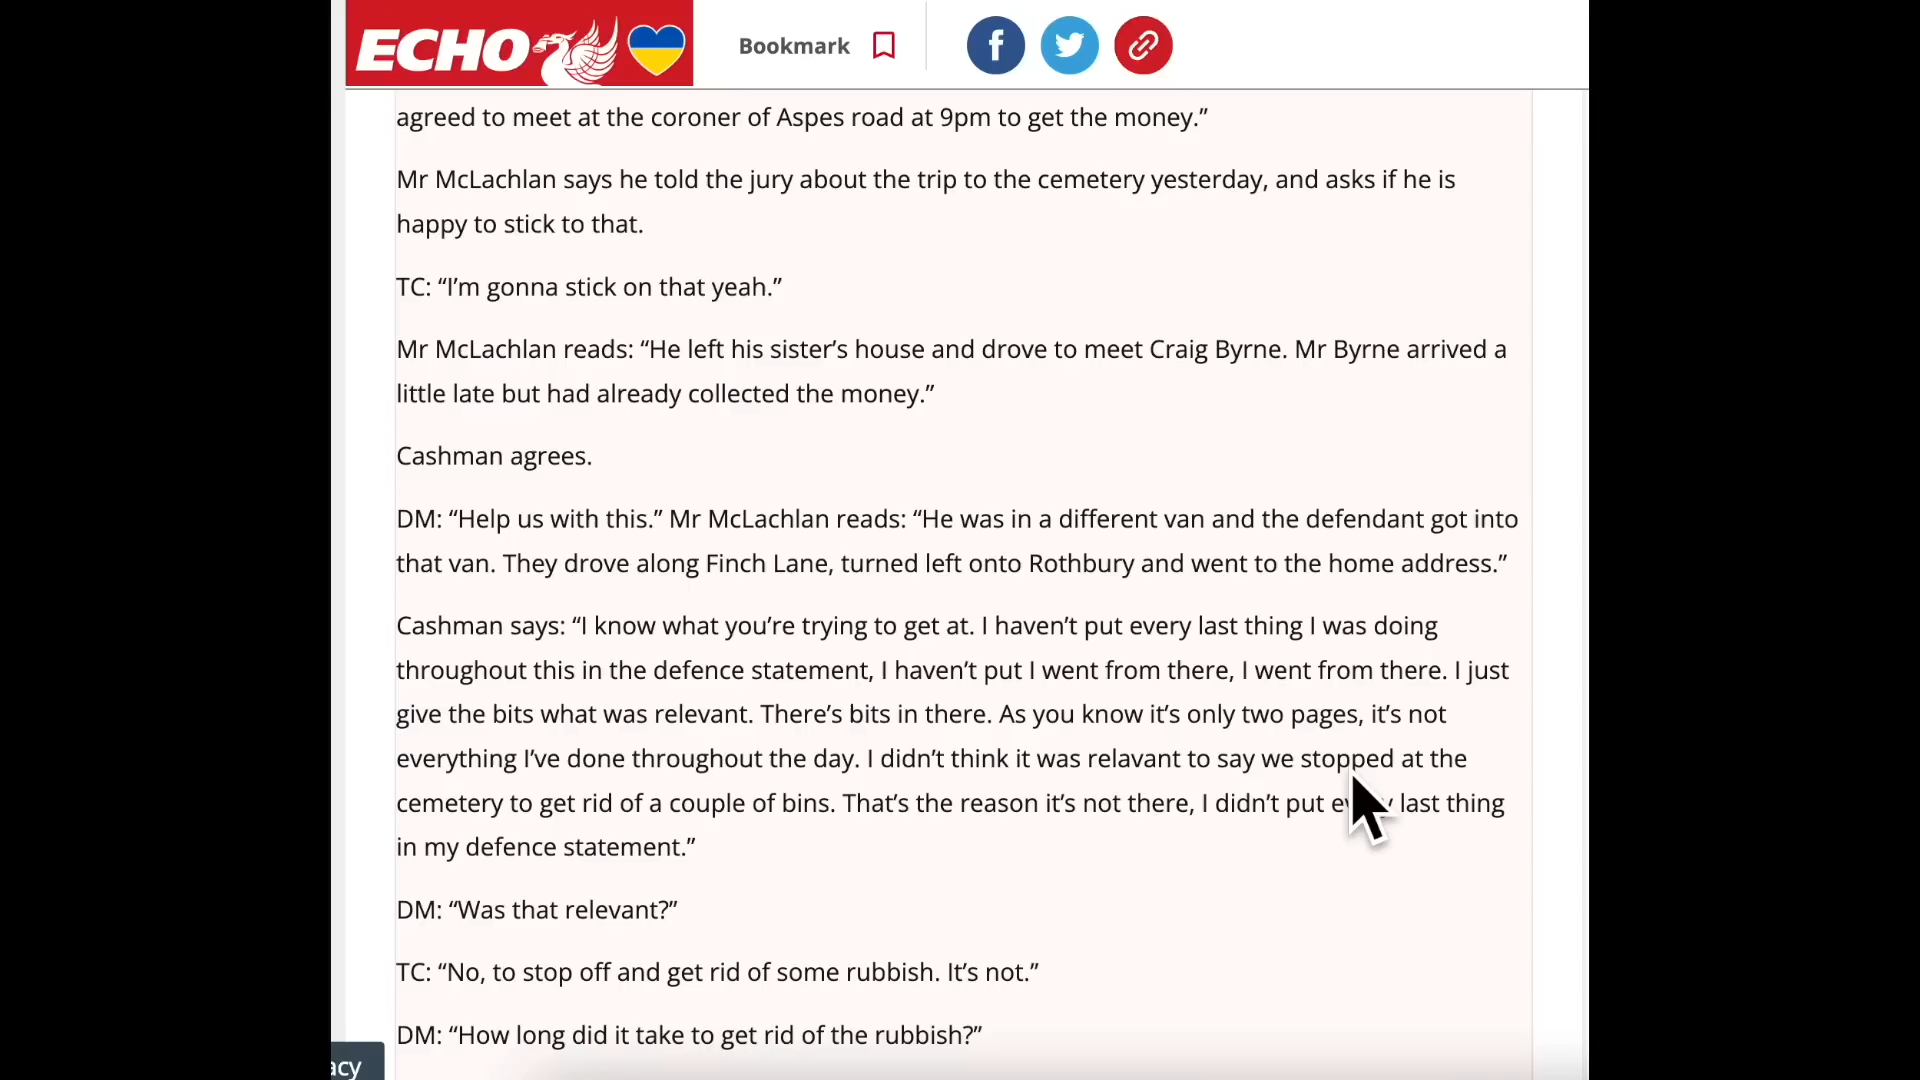 ECHO
Bookmark
agreed to meet at the coroner of Aspes road at 9pm to get the money.”
Mr McLachlan says he told the jury about the trip to the cemetery yesterday, and asks if he is
happy to stick to that.
TC: “I’m gonna stick on that yeah.”
Mr McLachlan reads: “He left his sister’s house and drove to meet Craig Byrne. Mr Byrne arrived a
little late but had already collected the money.”
Cashman agrees.
DM: “Help us with this.” Mr McLachlan reads: “He was in a different van and the defendant got into
that van. They drove along Finch Lane, turned left onto Rothbury and went to the home address.”
Cashman says: “I know what you’re trying to get at. I haven’t put every last thing I was doing
throughout this in the defence statement, I haven’t put I went from there, I went from there. I just
give the bits what was relevant. There’s bits in there. As you know it’s only two pages, it’s not
everything I’ve done throughout the day. I didn’t think it was relavant to say we stopped at the
cemetery to get rid of a couple of bins. That’s the reason it’s not there, I didn’t put every last thing
in my defence statement.”
DM: “Was that relevant?”
TC: “No, to stop off and get rid of some rubbish. It’s not.”
DM: “How long did it take to get rid of the rubbish?”